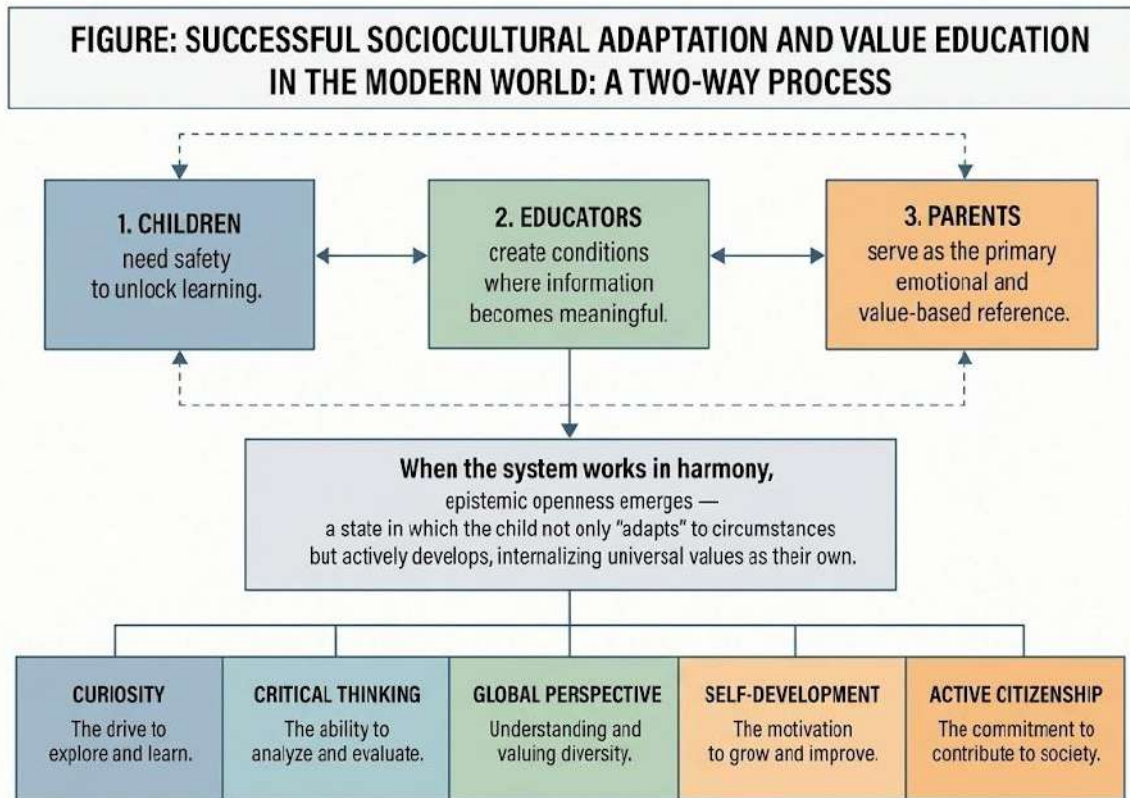 FIGURE: SUCCESSFUL SOCIOCULTURAL ADAPTATION AND VALUE EDUCATION
IN THE MODERN WORLD: A TWO-WAY PROCESS
1. CHILDREN
need safety
to unlock learning.
2. EDUCATORS
create conditions
where information
becomes meaningful.
3. PARENTS
serve as the primary
emotional and
value-based reference.
When the system works in harmony,
epistemic openness emerges —
a state in which the child not only “adapts” to circumstances
but actively develops, internalizing universal values as their own.
CURIOSITY
The drive to
explore and learn.
CRITICAL THINKING
The ability to
analyze and evaluate.
GLOBAL PERSPECTIVE
Understanding and
valuing diversity.
SELF-DEVELOPMENT
The motivation
to grow and improve.
ACTIVE CITIZENSHIP
The commitment to
contribute to society.